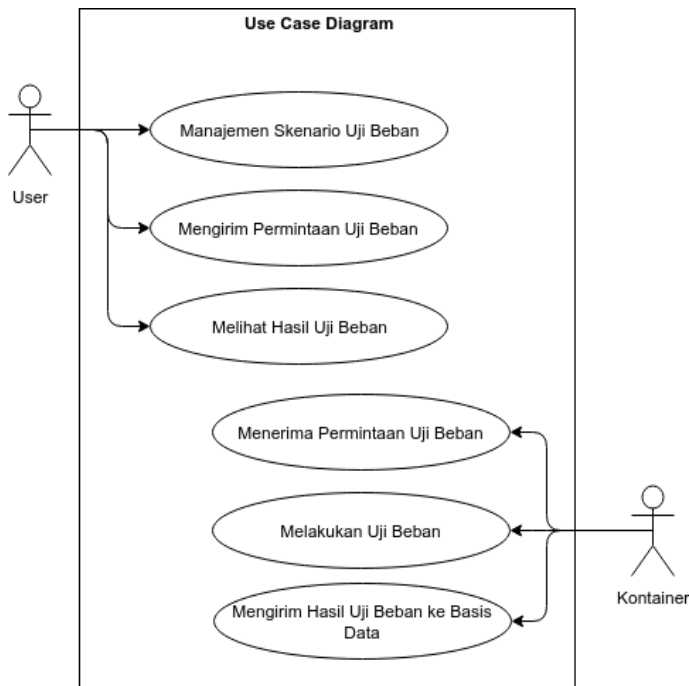 Use Case Diagram
Manajemen Skenario Uji Beban
User
Mengirim Permintaan Uji Beban
Melihat Hasil Uji Beban
Menerima Permintaan Uji Beban
Melakukan Uji Beban
Kontainer
Mengirim Hasil Uji Beban ke Basis
Data